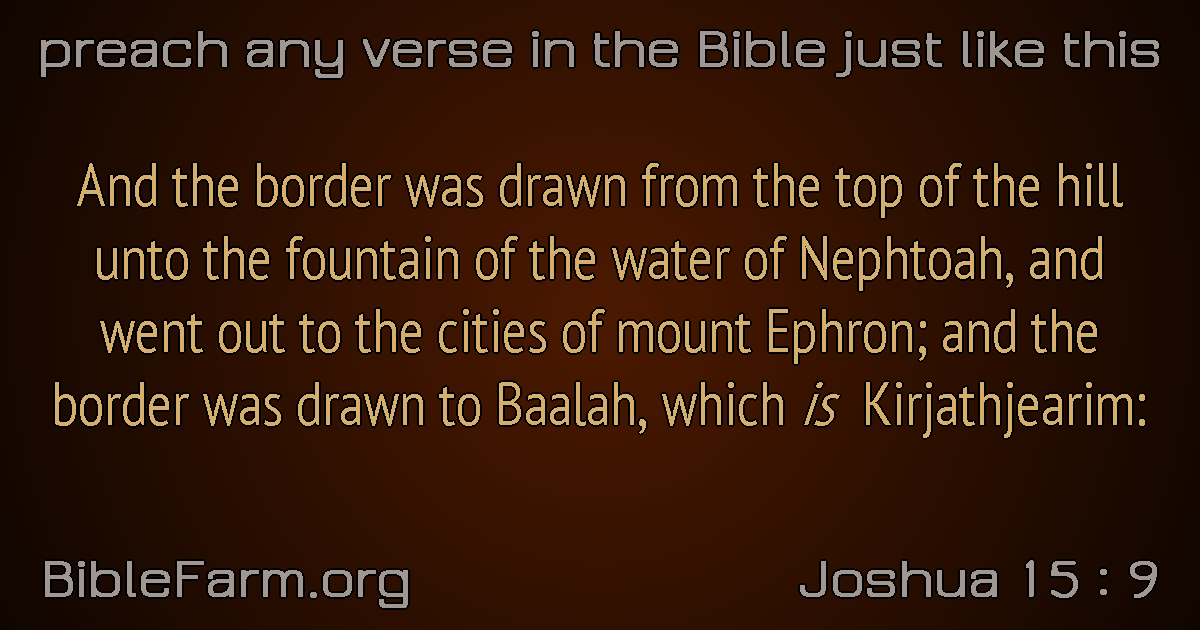 preach any verse in the Bible just like this
And the border was drawn from the top of the hill
unto the fountain of the water of Nephtoah, and
went out to the cities of mount Ephron; and the
border was drawn to Baalah, which is Kirjathjearim:
BibleFarm.org
Joshua 15 : 9